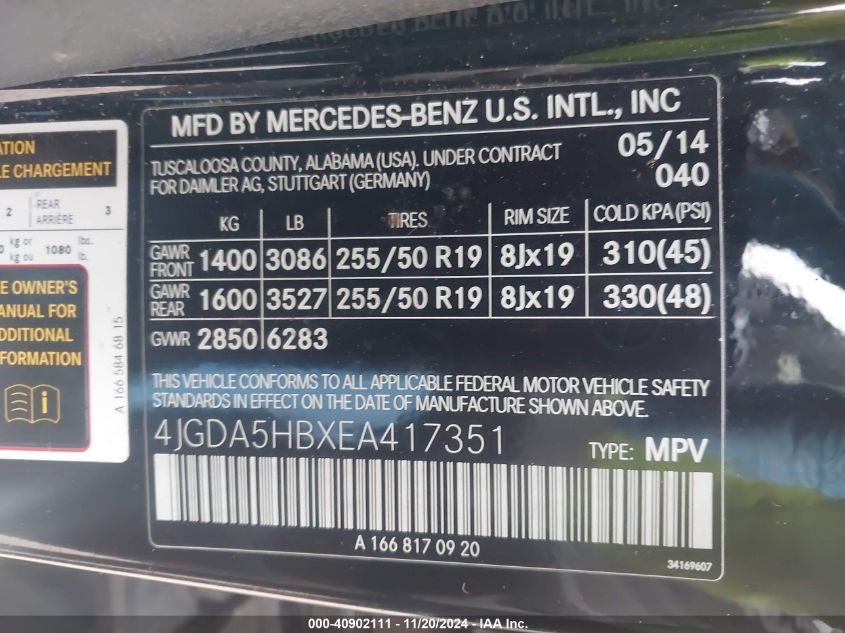 MFD BY MERCEDES-BENZ U.S. INTL., INC
TUSCALOOSA COUNTY, ALABAMA (USA). UNDER CONTRACT
FOR DAIMLER AG, STUTTGART (GERMANY)
05/14
040
KG LB TIRES RIM SIZE COLD KPA(PSI)
GAWR FRONT 1400 3086 255/50 R19 8Jx19 310(45)
GAWR REAR 1600 3527 255/50 R19 8Jx19 330(48)
GVWR 2850 6283
THIS VEHICLE CONFORMS TO ALL APPLICABLE FEDERAL MOTOR VEHICLE SAFETY
STANDARDS IN EFFECT ON THE DATE OF MANUFACTURE SHOWN ABOVE.
4JGDA5HBXEA417351 TYPE: MPV
A 166 817 09 20
34169607
CHARGEMENT
2 REAR ARRIÈRE 3
kg or kg ou 1080 lbs. lb.
OWNER'S
MANUAL FOR
ADDITIONAL
INFORMATION
A 166 584 68 15
000-40902111 - 11/20/2024 - IAA Inc.